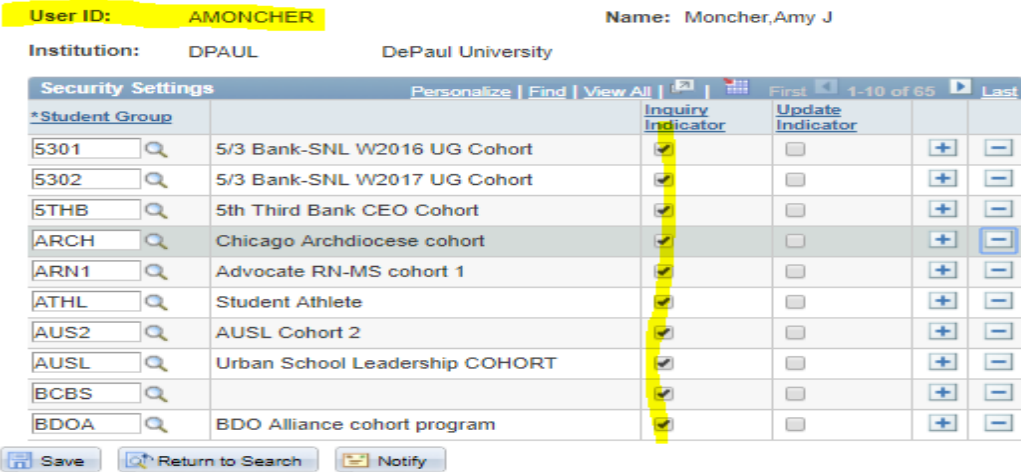 User ID: AMONCHER Name: Moncher,Amy J
Institution: DPAUL DePaul University
Security Settings Personalize | Find | View All | | First 1-10 of 65 Last
*Student Group Inquiry Indicator Update Indicator
5301 5/3 Bank-SNL W2016 UG Cohort
5302 5/3 Bank-SNL W2017 UG Cohort
5THB 5th Third Bank CEO Cohort
ARCH Chicago Archdiocese cohort
ARN1 Advocate RN-MS cohort 1
ATHL Student Athlete
AUS2 AUSL Cohort 2
AUSL Urban School Leadership COHORT
BCBS
BDOA BDO Alliance cohort program
Save Return to Search Notify